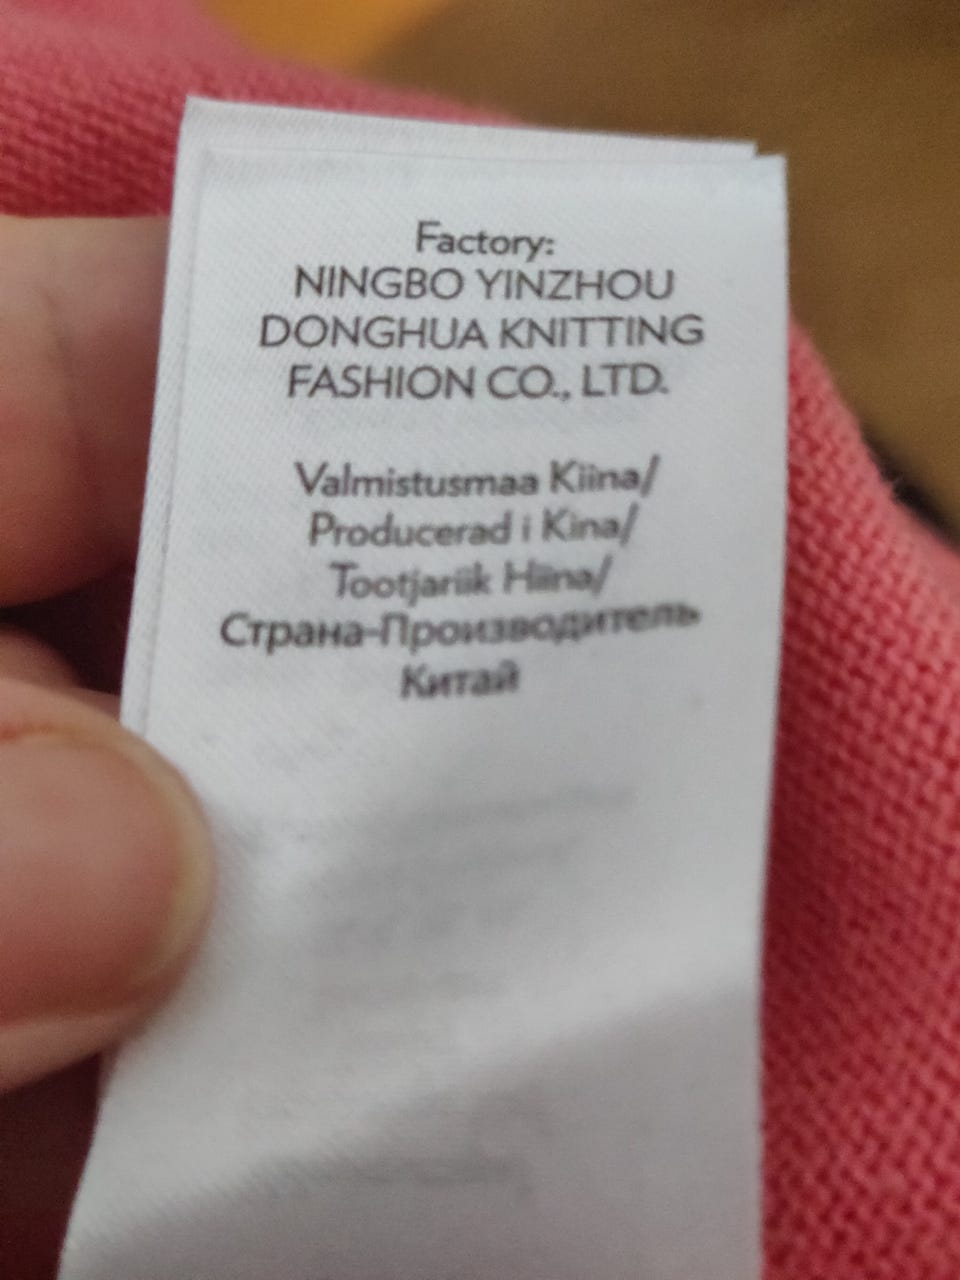 Factory:
NINGBO YINZHOU
DONGHUA KNITTING
FASHION CO., LTD.
Valmistusmaa Kiina/
Producerad i Kina/
Tootjariik Hiina/
Страна-Производитель
Китай